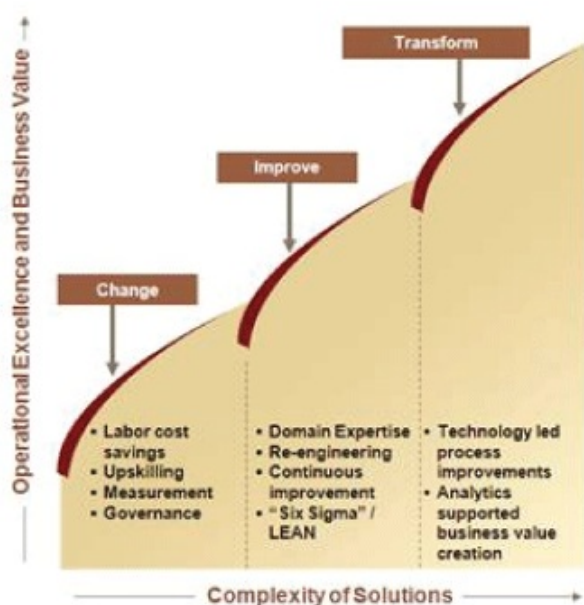 Transform
Improve
Change
Operational Excellence and Business Value
• Labor cost
savings
• Upskilling
• Measurement
• Governance
• Domain Expertise
• Re-engineering
• Continuous
improvement
• "Six Sigma" /
LEAN
• Technology led
process
improvements
• Analytics
supported
business value
creation
Complexity of Solutions